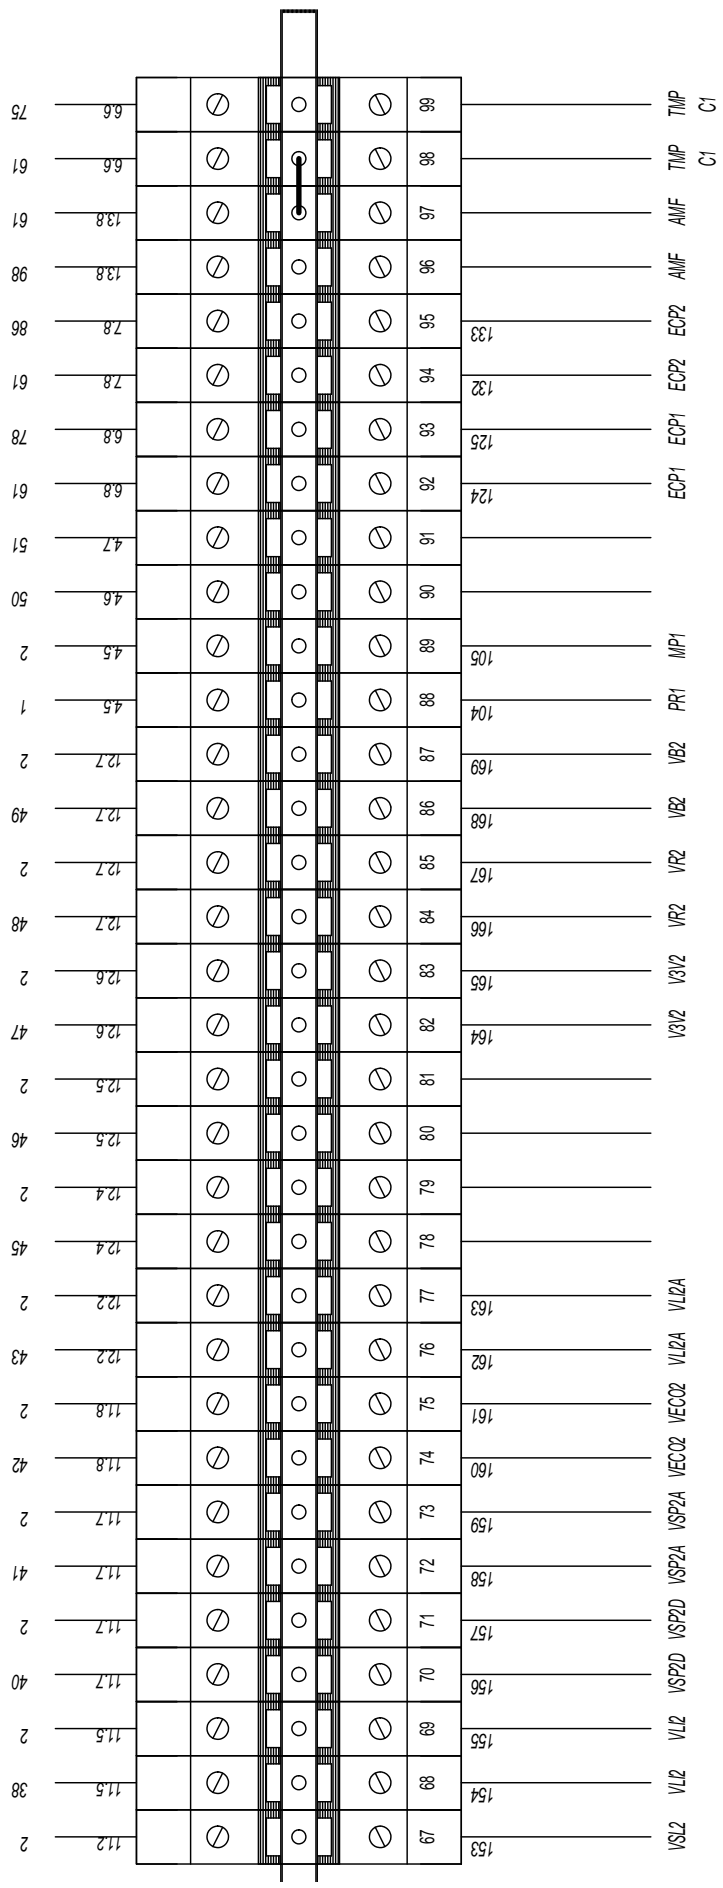 75 6.6 99 TMP C1
61 6.6 98 TMP C1
61 13.8 97 AMF
86 13.8 96 AMF
98 7.8 95 133 ECP2
61 7.8 94 132 ECP2
78 6.8 93 125 ECP1
61 6.8 92 124 ECP1
51 4.7 91
50 4.6 90
2 4.5 89 105 MP1
1 4.5 88 104 PR1
2 12.7 87 169 VB2
49 12.7 86 168 VB2
2 12.7 85 167 VR2
48 12.7 84 166 VR2
2 12.6 83 165 V3V2
47 12.6 82 164 V3V2
2 12.5 81
46 12.5 80
2 12.4 79
45 12.4 78
2 12.2 77 163 VLI2A
43 12.2 76 162 VLI2A
2 11.8 75 161 VECO2
42 11.8 74 160 VECO2
2 11.7 73 159 VSP2A
41 11.7 72 158 VSP2A
2 11.7 71 157 VSP2D
40 11.7 70 156 VSP2D
2 11.5 69 155 VLI2
38 11.5 68 154 VLI2
2 11.2 67 153 VSL2